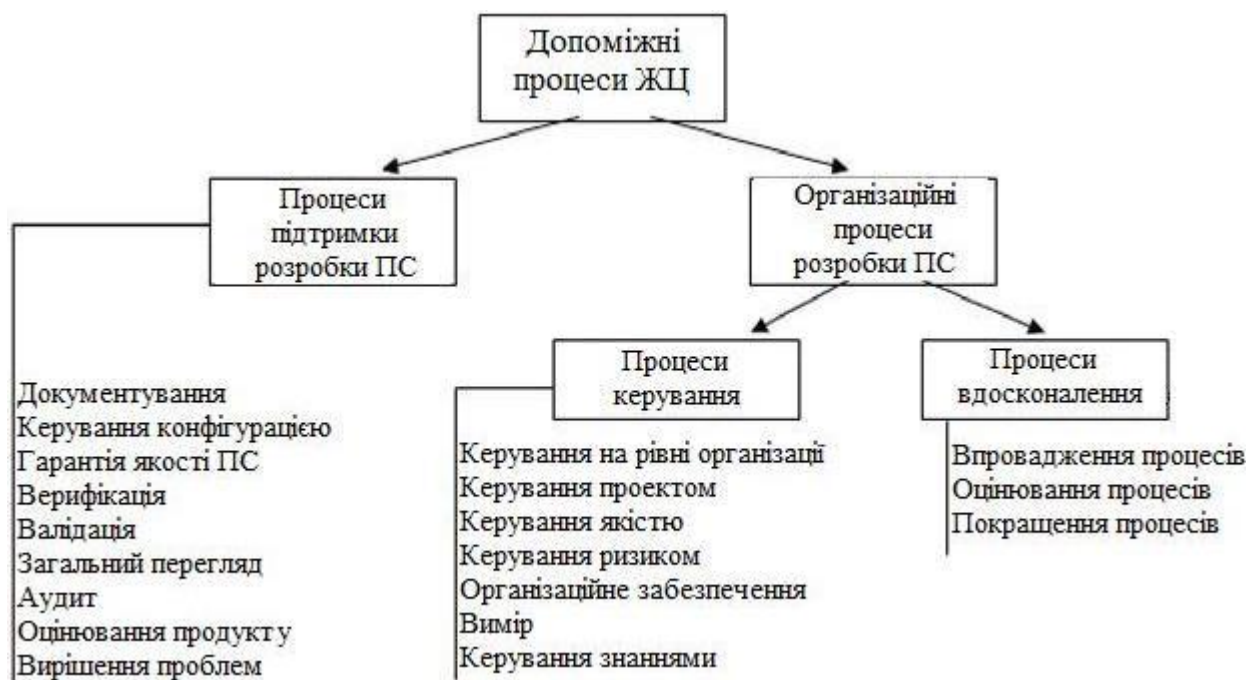 Допоміжні
процеси ЖЦ
Процеси
підтримки
розробки ПС
Організаційні
процеси
розробки ПС
Процеси
керування
Процеси
вдосконалення
Документування
Керування конфігурацією
Гарантія якості ПС
Верифікація
Валідація
Загальний перегляд
Аудит
Оцінювання продукту
Вирішення проблем
Керування на рівні організації
Керування проектом
Керування якістю
Керування ризиком
Організаційне забезпечення
Вимір
Керування знаннями
Впровадження процесів
Оцінювання процесів
Покращення процесів